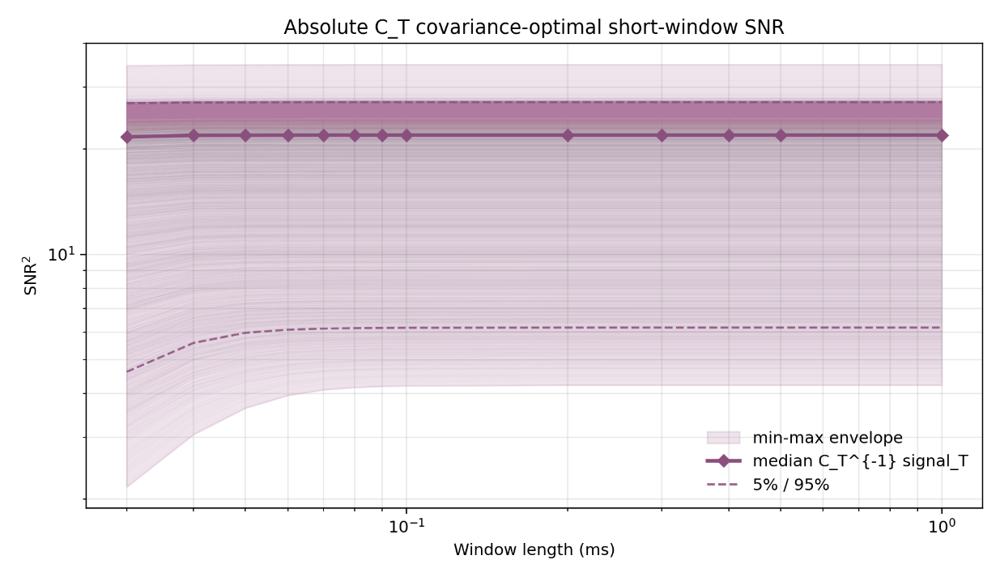 Absolute C_T covariance-optimal short-window SNR
SNR²
10¹
min-max envelope
median C_T^{-1} signal_T
5% / 95%
10⁻¹
10⁰
Window length (ms)